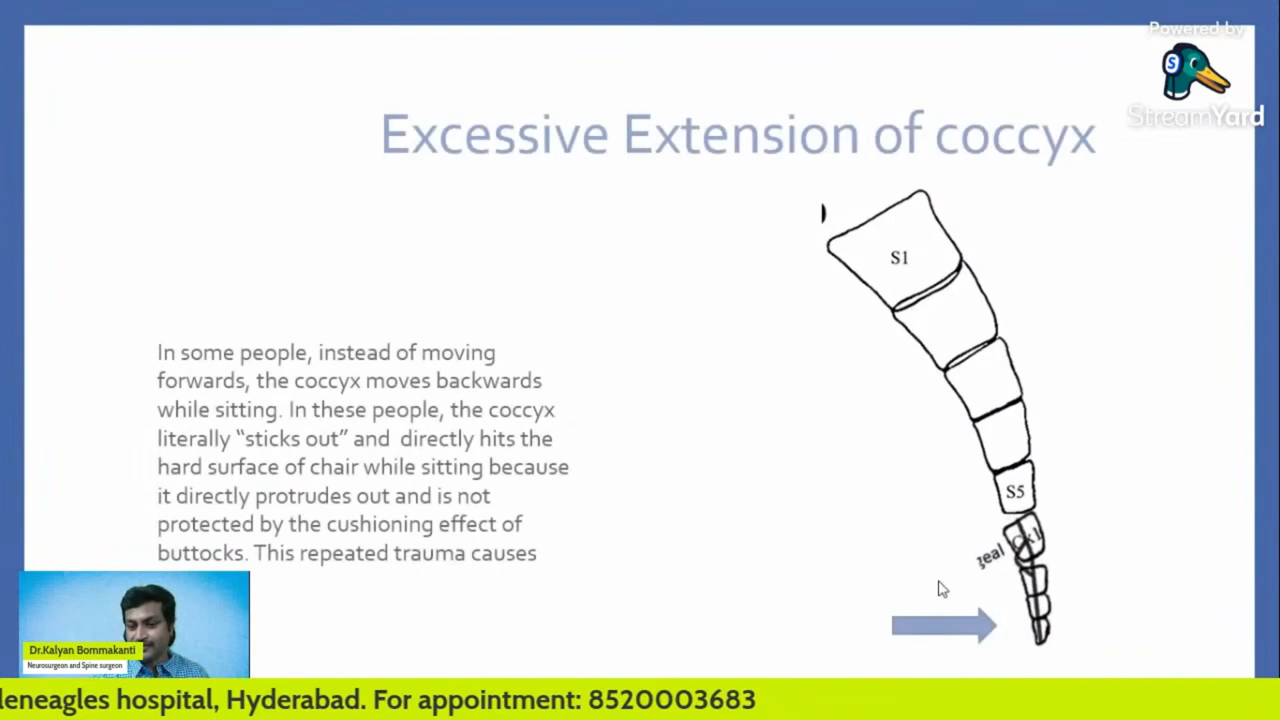 Powered by
StreamYard
Excessive Extension of coccyx
S1
In some people, instead of moving
forwards, the coccyx moves backwards
while sitting. In these people, the coccyx
literally “sticks out” and directly hits the
hard surface of chair while sitting because
it directly protrudes out and is not
protected by the cushioning effect of
buttocks. This repeated trauma causes
S5
geal
Dr.Kalyan Bommakanti
Neurosurgeon and Spine surgeon
leneagles hospital, Hyderabad. For appointment: 8520003683